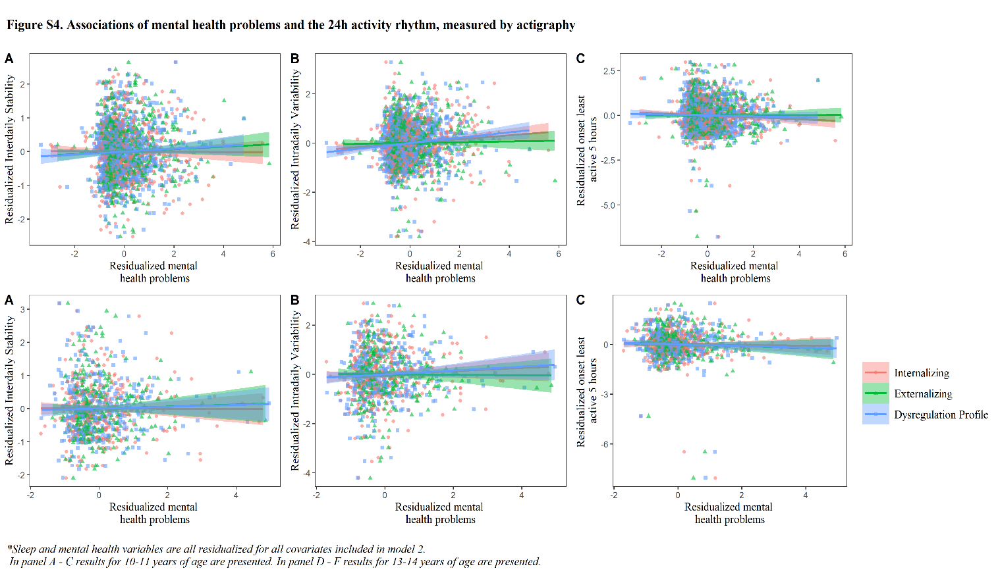 Figure S4. Associations of mental health problems and the 24h activity rhythm, measured by actigraphy
A
Residualized Interdaily Stability
2
1
0
-1
-2
-2
0
2
4
6
Residualized mental
health problems
B
Residualized Intradaily Variability
2
0
-2
-4
-2
0
2
4
6
Residualized mental
health problems
C
Residualized onset least
active 5 hours
2.5
0.0
-2.5
-5.0
-2
0
2
4
6
Residualized mental
health problems
A
Residualized Interdaily Stability
3
2
1
0
-1
-2
-2
0
2
4
Residualized mental
health problems
B
Residualized Intradaily Variability
2
0
-2
-4
-2
0
2
4
Residualized mental
health problems
C
Residualized onset least
active 5 hours
0
-3
-6
-2
0
2
4
Residualized mental
health problems
Internalizing
Externalizing
Dysregulation Profile
*Sleep and mental health variables are all residualized for all covariates included in model 2.
In panel A - C results for 10-11 years of age are presented. In panel D - F results for 13-14 years of age are presented.